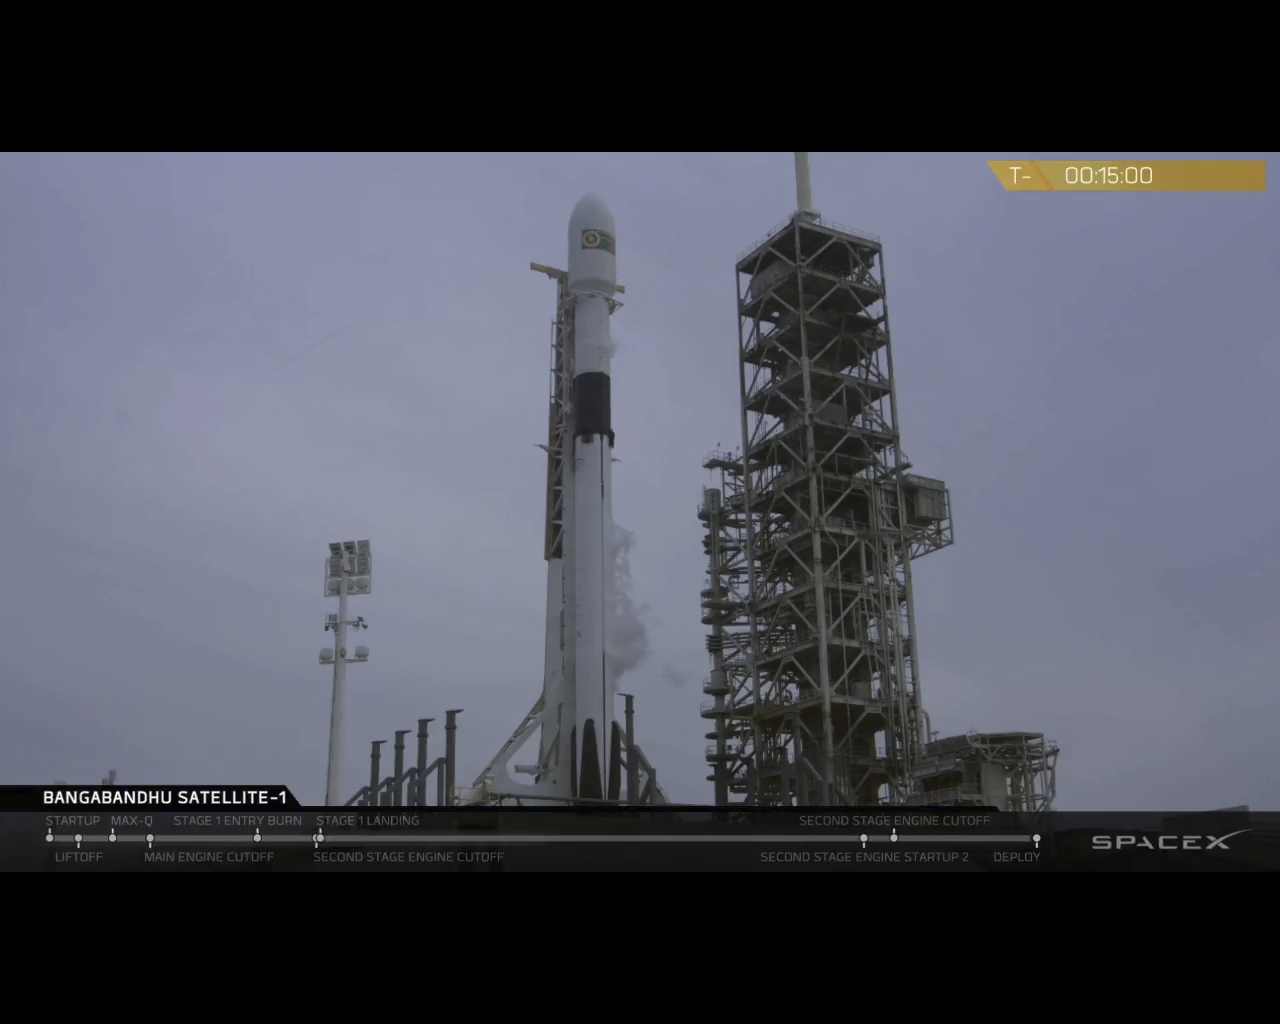 T- 00:15:00
BANGABANDHU SATELLITE-1
STARTUP MAX-Q STAGE 1 ENTRY BURN STAGE 1 LANDING SECOND STAGE ENGINE CUTOFF
LIFTOFF MAIN ENGINE CUTOFF SECOND STAGE ENGINE CUTOFF SECOND STAGE ENGINE STARTUP 2 DEPLOY
SPACEX